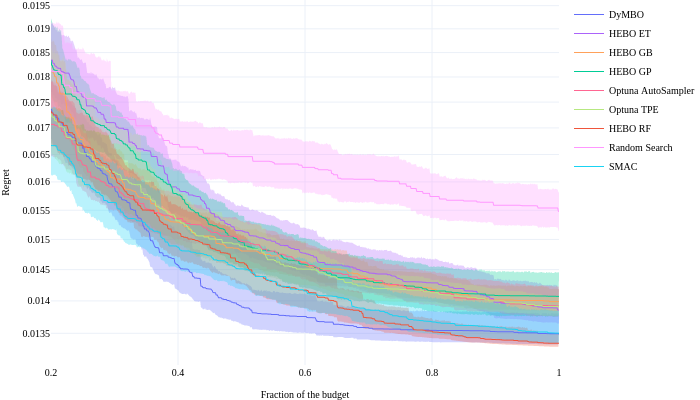 0.0195
0.019
0.0185
0.018
0.0175
0.017
0.0165
0.016
0.0155
0.015
0.0145
0.014
0.0135
Regret
0.2
0.4
0.6
0.8
1
Fraction of the budget
DyMBO
HEBO ET
HEBO GB
HEBO GP
Optuna AutoSampler
Optuna TPE
HEBO RF
Random Search
SMAC